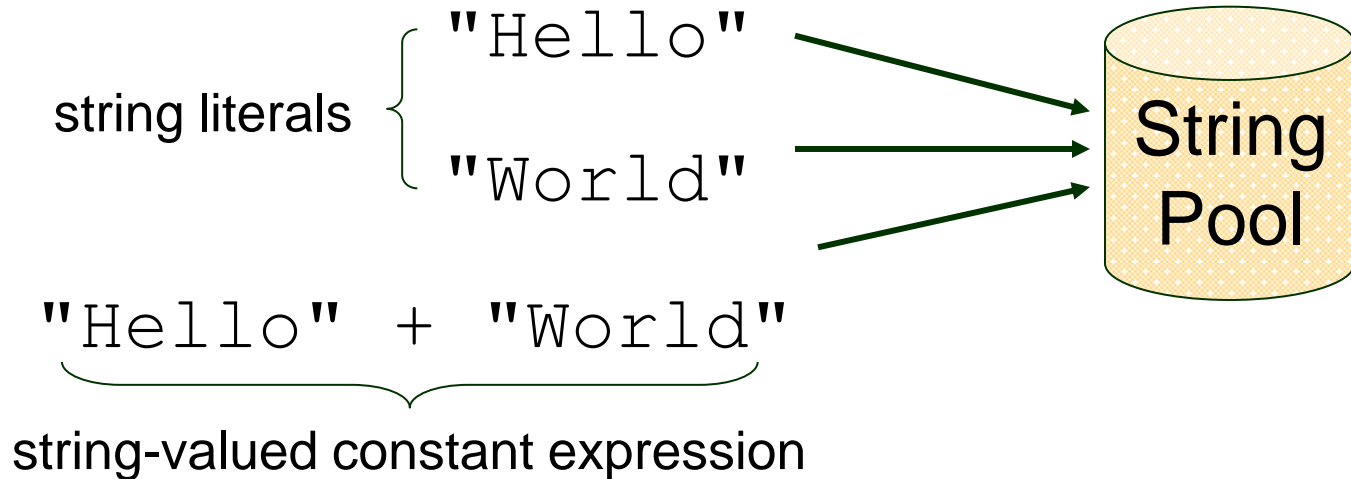 "Hello"
string literals
"World"
"Hello" + "World"
string-valued constant expression
String
Pool